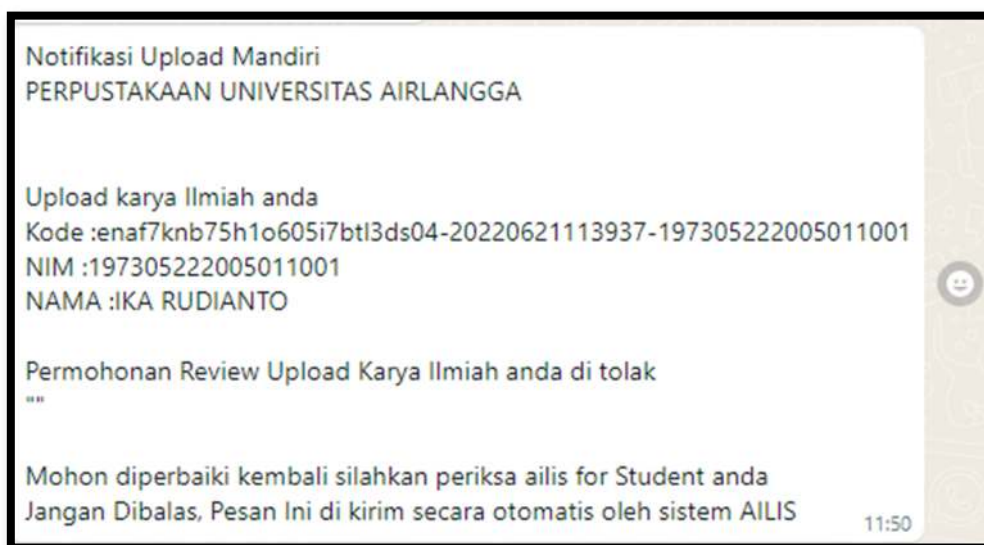 Notifikasi Upload Mandiri
PERPUSTAKAAN UNIVERSITAS AIRLANGGA
Upload karya Ilmiah anda
Kode :enaf7knb75h1o605i7btl3ds04-20220621113937-197305222005011001
NIM :197305222005011001
NAMA :IKA RUDIANTO
Permohonan Review Upload Karya Ilmiah anda di tolak
""
Mohon diperbaiki kembali silahkan periksa ailis for Student anda
Jangan Dibalas, Pesan Ini di kirim secara otomatis oleh sistem AILIS
11:50